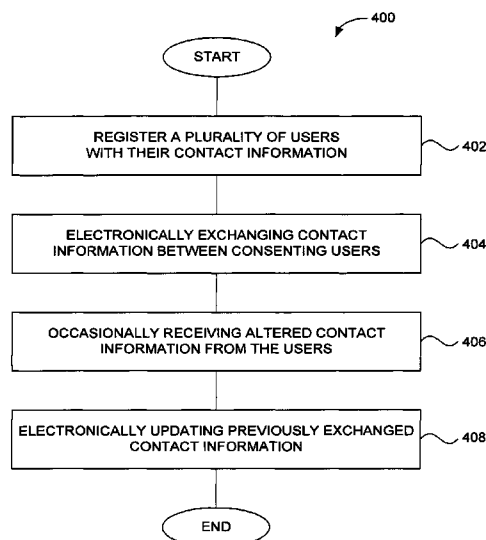 400
START
REGISTER A PLURALITY OF USERS
WITH THEIR CONTACT INFORMATION
402
ELECTRONICALLY EXCHANGING CONTACT
INFORMATION BETWEEN CONSENTING USERS
404
OCCASIONALLY RECEIVING ALTERED CONTACT
INFORMATION FROM THE USERS
406
ELECTRONICALLY UPDATING PREVIOUSLY EXCHANGED
CONTACT INFORMATION
408
END